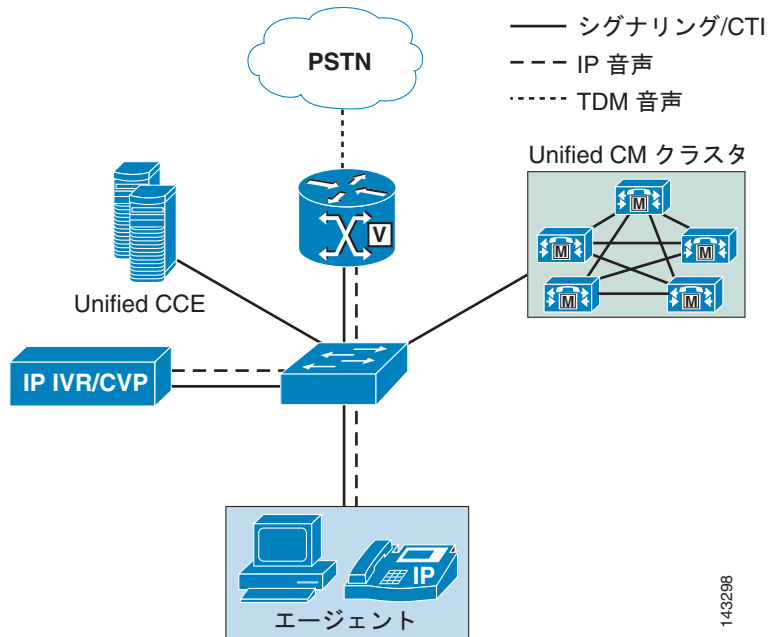 シグナリング/CTI
IP 音声
TDM 音声
PSTN
Unified CM クラスタ
M
M
M
M
M
V
Unified CCE
IP IVR/CVP
IP
エージェント
143298